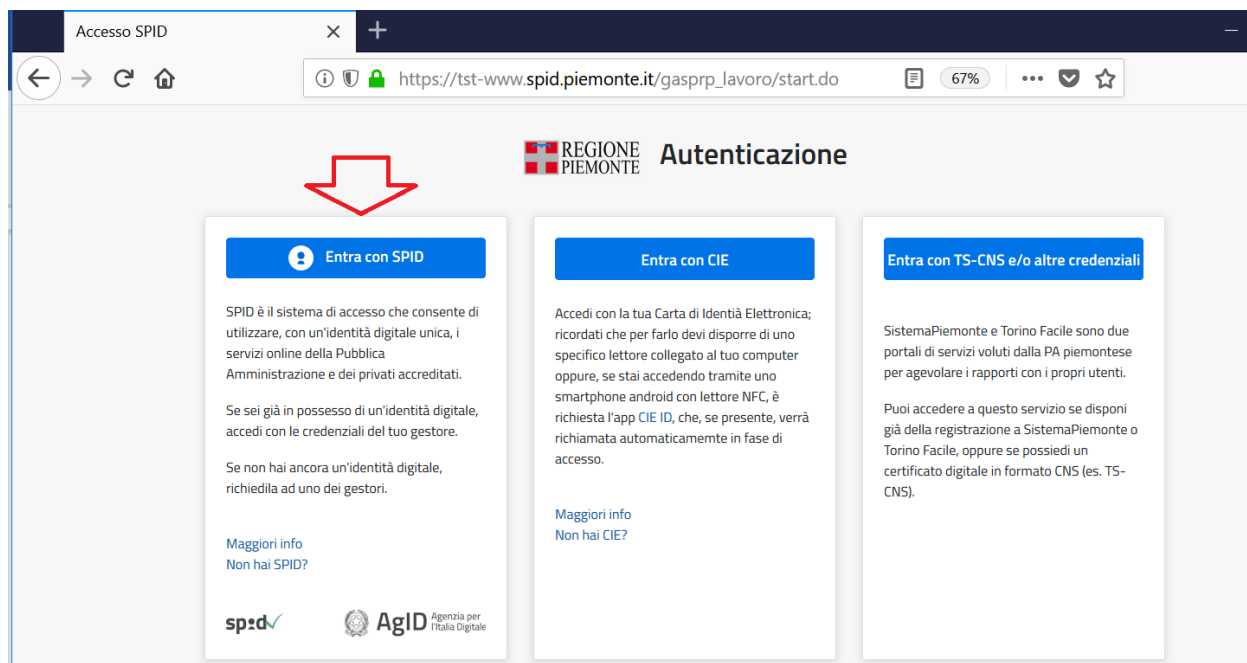 Accesso SPID
https://tst-www.spid.piemonte.it/gasprp_lavoro/start.do
67%
REGIONE
PIEMONTE
Autenticazione
Entra con SPID
SPID è il sistema di accesso che consente di
utilizzare, con un'identità digitale unica, i
servizi online della Pubblica
Amministrazione e dei privati accreditati.
Se sei già in possesso di un'identità digitale,
accedi con le credenziali del tuo gestore.
Se non hai ancora un'identità digitale,
richiedila ad uno dei gestori.
Maggiori info
Non hai SPID?
spid
AgID Agenzia per
l'Italia Digitale
Entra con CIE
Accedi con la tua Carta di Identià Elettronica;
ricordati che per farlo devi disporre di uno
specifico lettore collegato al tuo computer
oppure, se stai accedendo tramite uno
smartphone android con lettore NFC, è
richiesta l'app CIE ID, che, se presente, verrà
richiamata automaticamemte in fase di
accesso.
Maggiori info
Non hai CIE?
Entra con TS-CNS e/o altre credenziali
SistemaPiemonte e Torino Facile sono due
portali di servizi voluti dalla PA piemontese
per agevolare i rapporti con i propri utenti.
Puoi accedere a questo servizio se disponi
già della registrazione a SistemaPiemonte o
Torino Facile, oppure se possiedi un
certificato digitale in formato CNS (es. TS-
CNS).